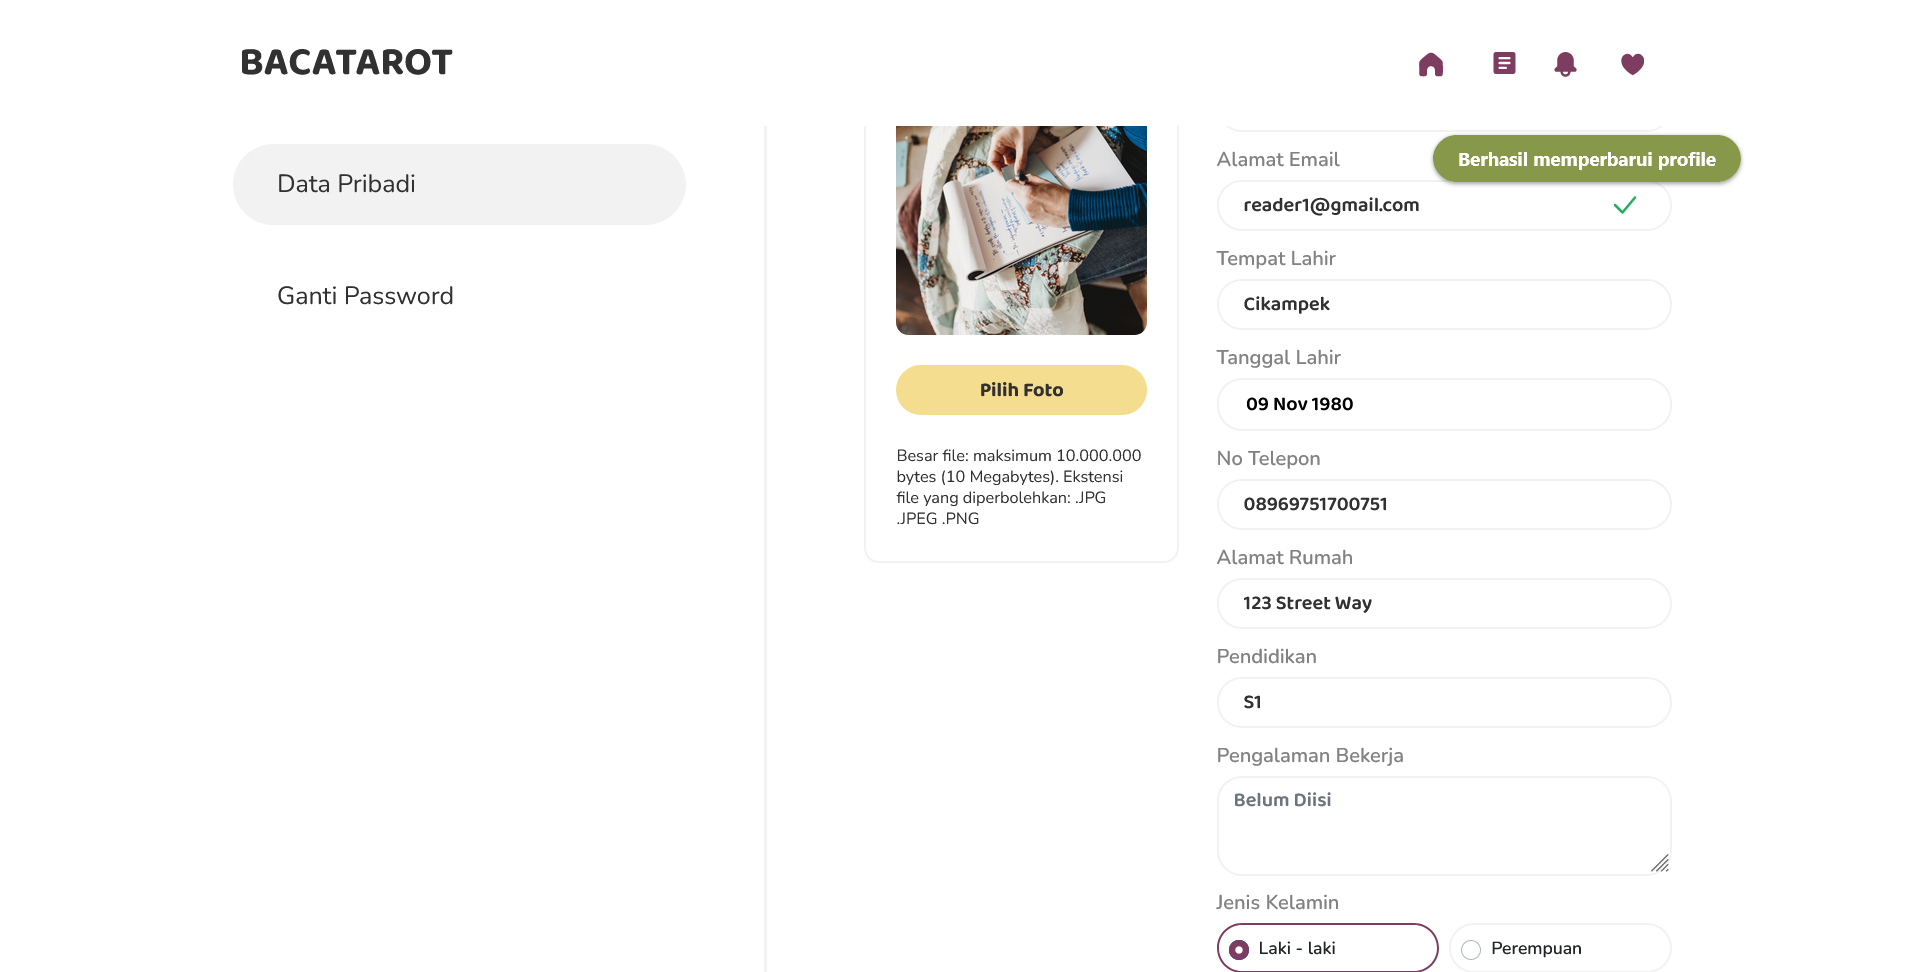 BACATAROT
Data Pribadi
Ganti Password
Pilih Foto
Besar file: maksimum 10.000.000
bytes (10 Megabytes). Ekstensi
file yang diperbolehkan: .JPG
.JPEG .PNG
Berhasil memperbarui profile
Alamat Email
reader1@gmail.com
Tempat Lahir
Cikampek
Tanggal Lahir
09 Nov 1980
No Telepon
08969751700751
Alamat Rumah
123 Street Way
Pendidikan
S1
Pengalaman Bekerja
Belum Diisi
Jenis Kelamin
Laki - laki
Perempuan